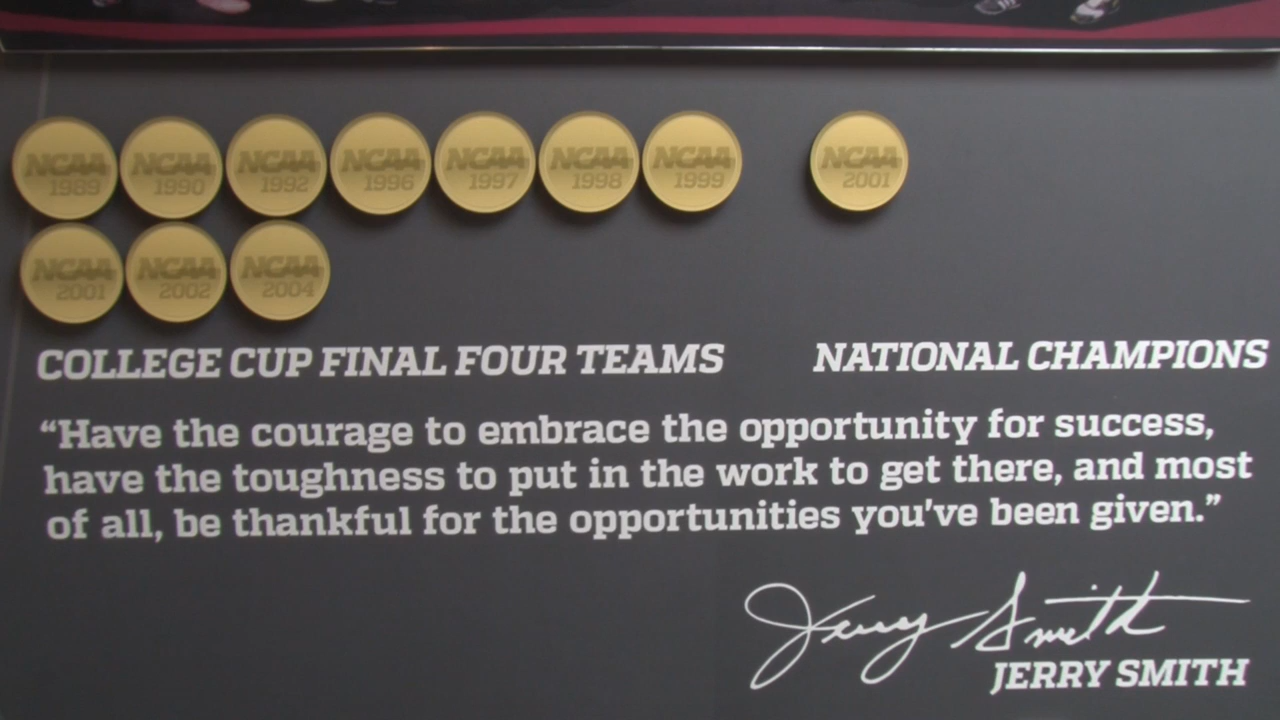 NCAA 1989
NCAA 1990
NCAA 1992
NCAA 1996
NCAA 1997
NCAA 1998
NCAA 1999
NCAA 2001
NCAA 2001
NCAA 2002
NCAA 2004
COLLEGE CUP FINAL FOUR TEAMS
NATIONAL CHAMPIONS
“Have the courage to embrace the opportunity for success,
have the toughness to put in the work to get there, and most
of all, be thankful for the opportunities you've been given.”
Jerry Smith
JERRY SMITH